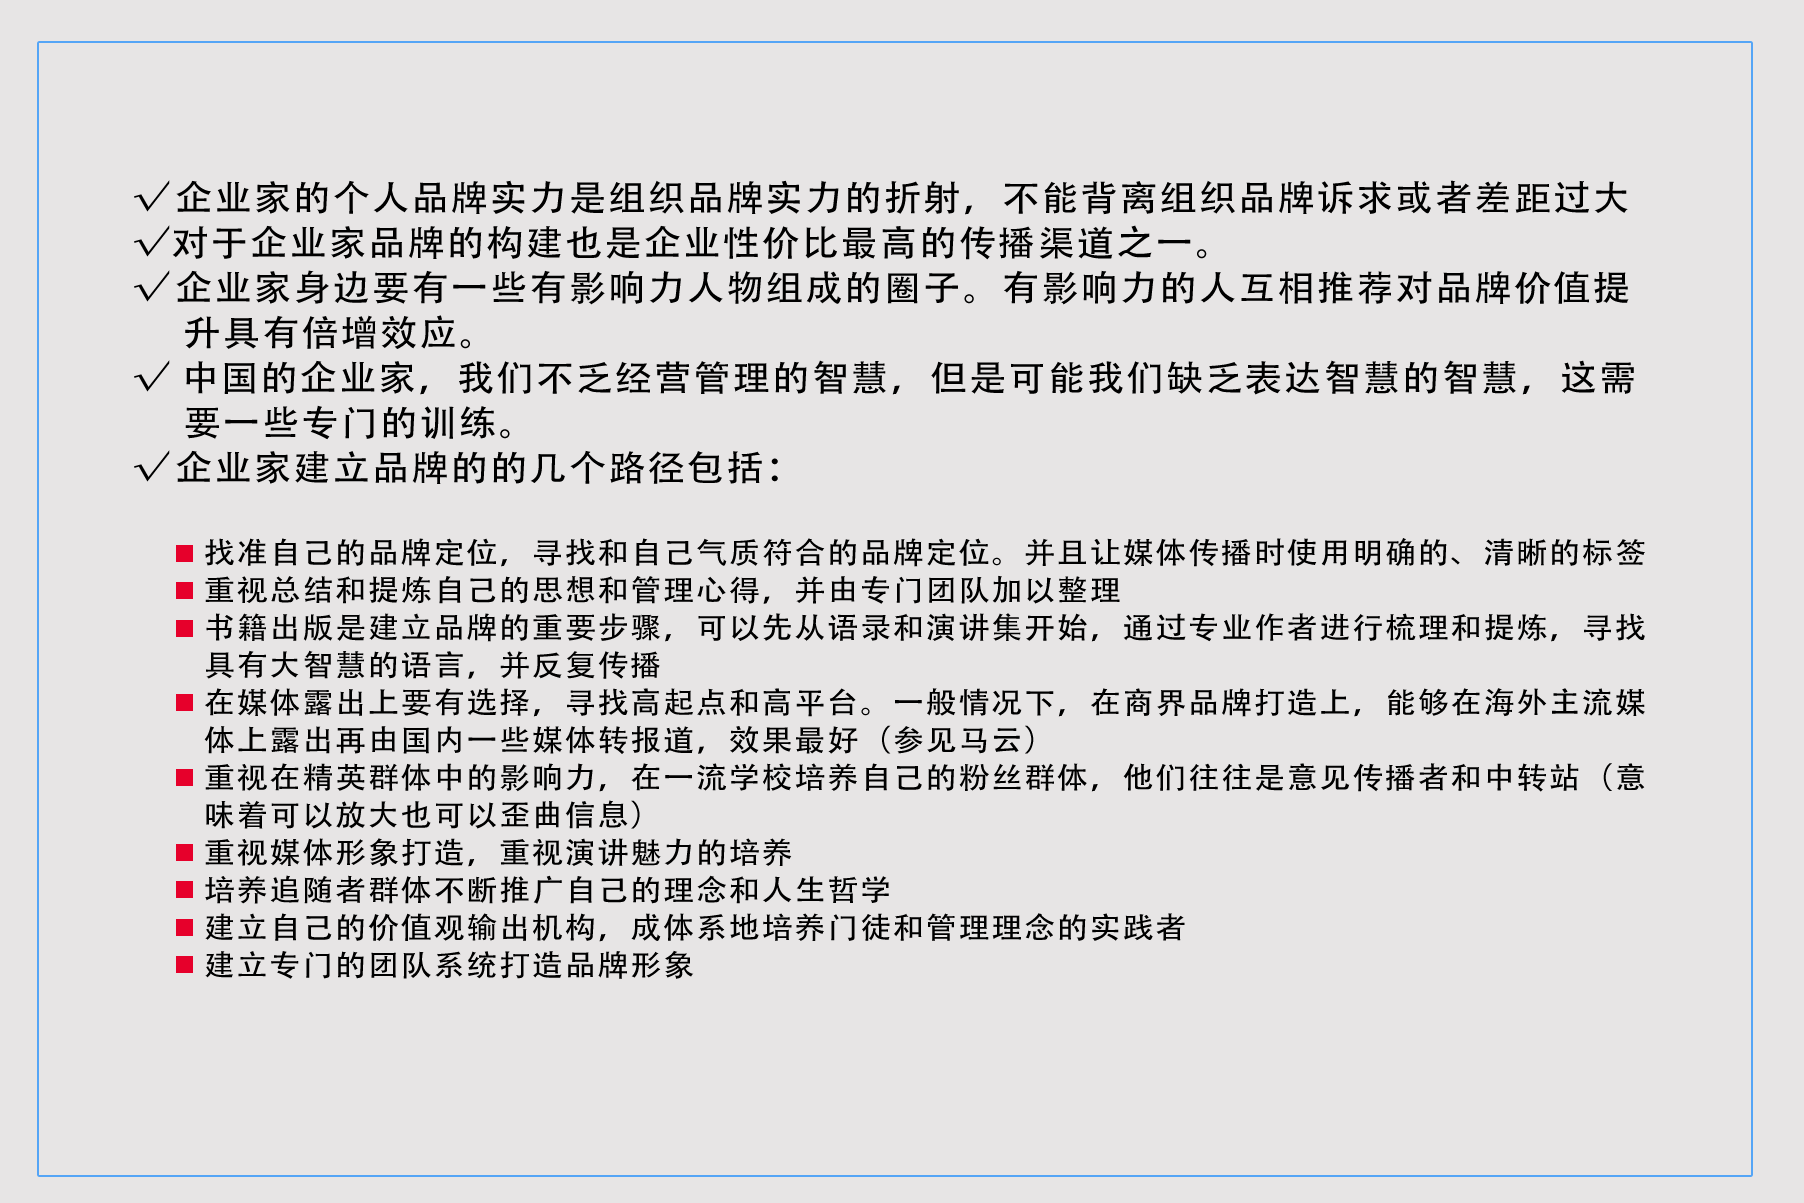 √企业家的个人品牌实力是组织品牌实力的折射，不能背离组织品牌诉求或者差距过大
√对于企业家品牌的构建也是企业性价比最高的传播渠道之一。
√企业家身边要有一些有影响力人物组成的圈子。有影响力的人互相推荐对品牌价值提
升具有倍增效应。
√ 中国的企业家，我们不乏经营管理的智慧，但是可能我们缺乏表达智慧的智慧，这需
要一些专门的训练。
√企业家建立品牌的的几个路径包括：
■ 找准自己的品牌定位，寻找和自己气质符合的品牌定位。并且让媒体传播时使用明确的、清晰的标签
■ 重视总结和提炼自己的思想和管理心得，并由专门团队加以整理
■ 书籍出版是建立品牌的重要步骤，可以先从语录和演讲集开始，通过专业作者进行梳理和提炼，寻找
具有大智慧的语言，并反复传播
■ 在媒体露出上要有选择，寻找高起点和高平台。一般情况下，在商界品牌打造上，能够在海外主流媒
体上露出再由国内一些媒体转报道，效果最好（参见马云）
■ 重视在精英群体中的影响力，在一流学校培养自己的粉丝群体，他们往往是意见传播者和中转站（意
味着可以放大也可以歪曲信息）
■ 重视媒体形象打造，重视演讲魅力的培养
■ 培养追随者群体不断推广自己的理念和人生哲学
■ 建立自己的价值观输出机构，成体系地培养门徒和管理理念的实践者
■ 建立专门的团队系统打造品牌形象